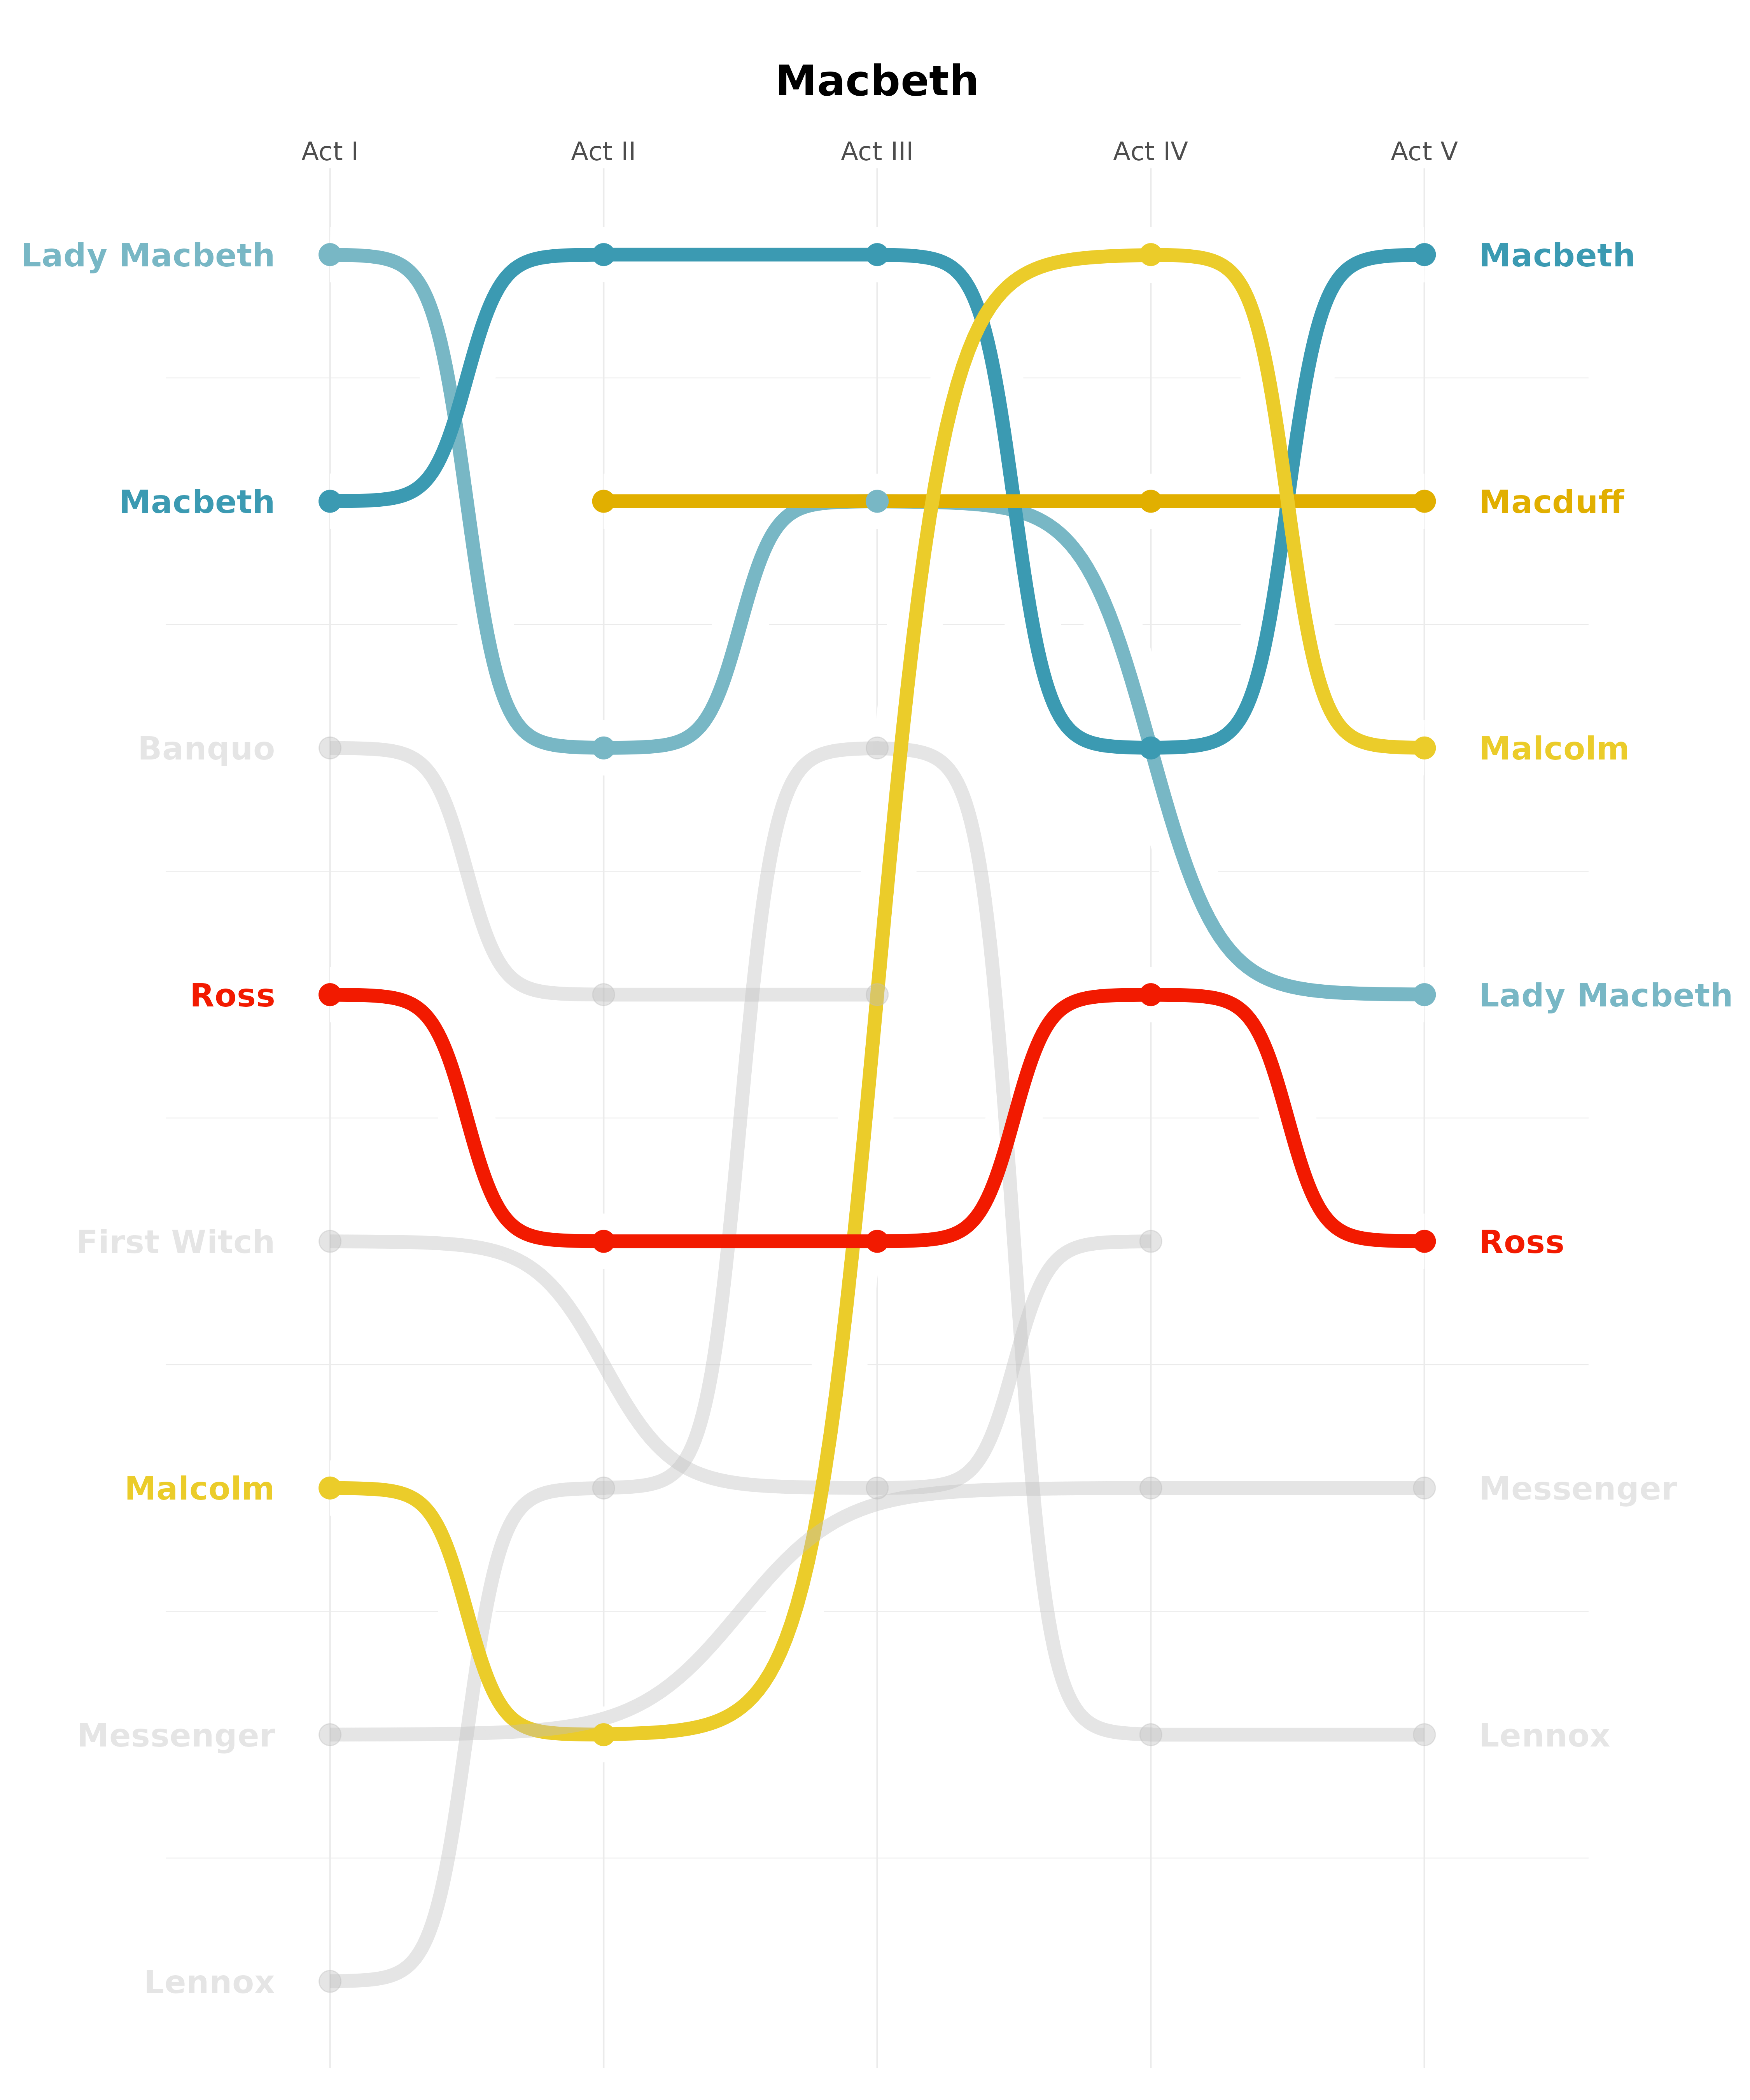 Macbeth
Act I Act II Act III Act IV Act V
Lady Macbeth Macbeth
Macbeth Macduff
Banquo Malcolm
Ross Lady Macbeth
First Witch Ross
Malcolm Messenger
Messenger Lennox
Lennox